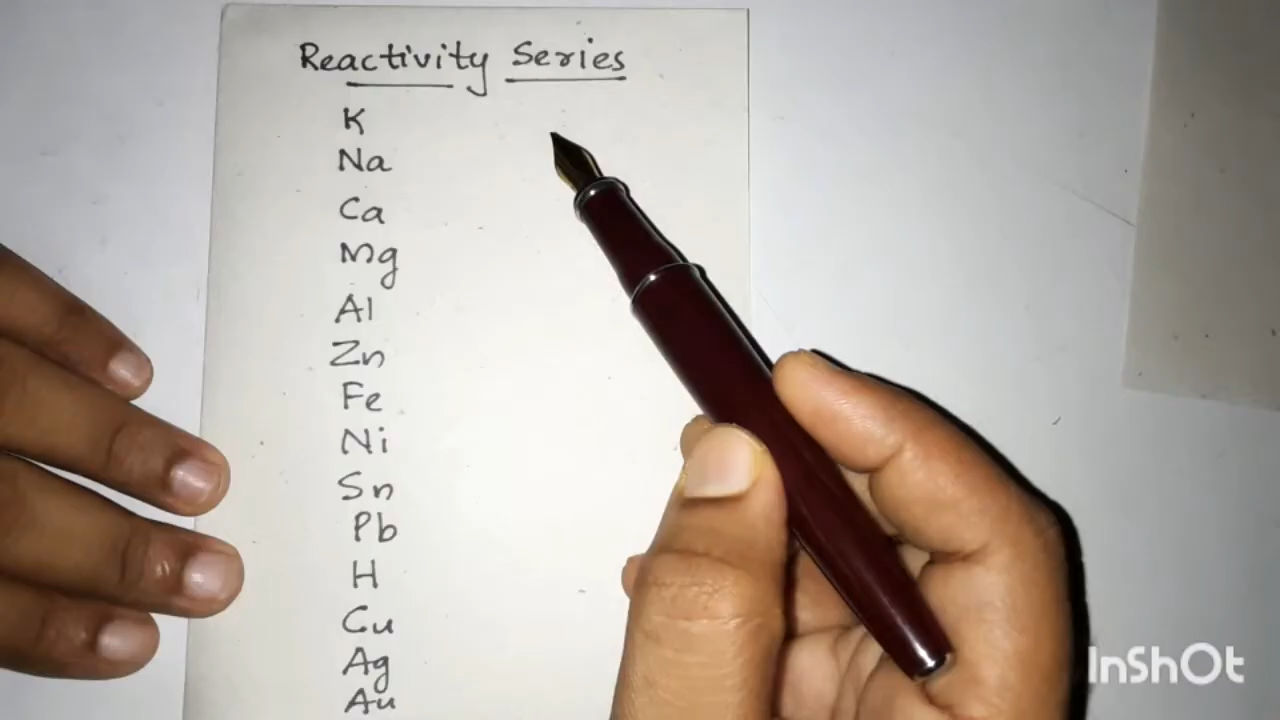 Reactivity Series
K
Na
Ca
Mg
Al
Zn
Fe
Ni
Sn
Pb
H
Cu
Ag
Au
InShOt